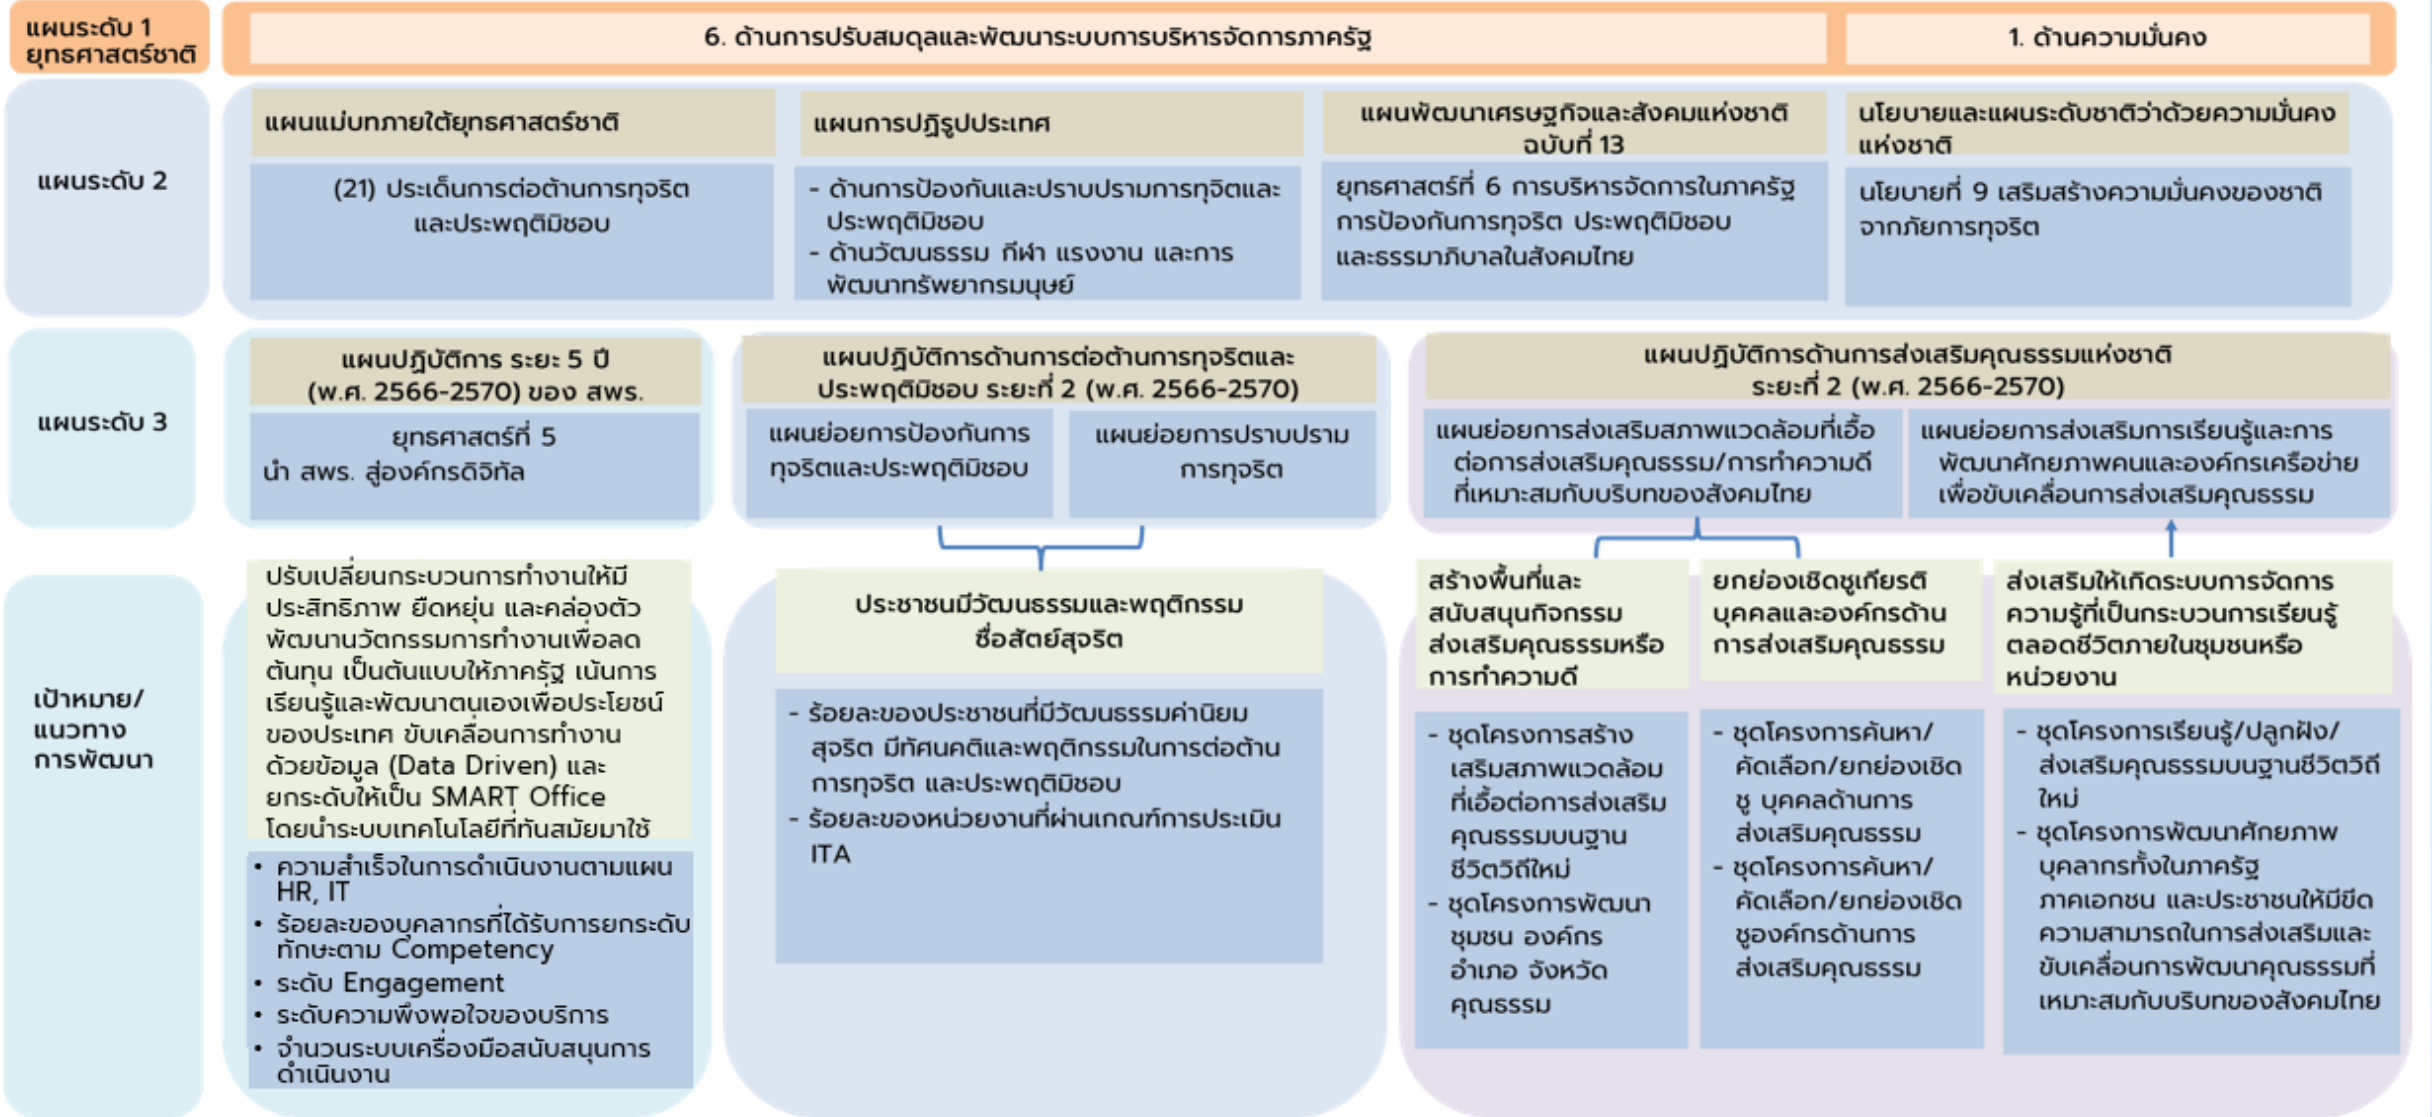 แผนระดับ 1
ยุทธศาสตร์ชาติ
6. ด้านการปรับสมดุลและพัฒนาระบบการบริหารจัดการภาครัฐ
1. ด้านความมั่นคง
แผนระดับ 2
แผนแม่บทภายใต้ยุทธศาสตร์ชาติ
(21) ประเด็นการต่อต้านการทุจริต
และประพฤติมิชอบ
แผนการปฏิรูปประเทศ
- ด้านการป้องกันและปราบปรามการทุจิตและ
ประพฤติมิชอบ
- ด้านวัฒนธรรม กีฬา แรงงาน และการ
พัฒนาทรัพยากรมนุษย์
แผนพัฒนาเศรษฐกิจและสังคมแห่งชาติ
ฉบับที่ 13
ยุทธศาสตร์ที่ 6 การบริหารจัดการในภาครัฐ
การป้องกันการทุจริต ประพฤติมิชอบ
และธรรมาภิบาลในสังคมไทย
นโยบายและแผนระดับชาติว่าด้วยความมั่นคง
แห่งชาติ
นโยบายที่ 9 เสริมสร้างความมั่นคงของชาติ
จากภัยการทุจริต
แผนระดับ 3
แผนปฏิบัติการ ระยะ 5 ปี
(พ.ศ. 2566-2570) ของ สพร.
ยุทธศาสตร์ที่ 5
นำ สพร. สู่องค์กรดิจิทัล
แผนปฏิบัติการด้านการต่อต้านการทุจริตและ
ประพฤติมิชอบ ระยะที่ 2 (พ.ศ. 2566-2570)
แผนย่อยการป้องกันการ
ทุจริตและประพฤติมิชอบ
แผนย่อยการปราบปราม
การทุจริต
แผนปฏิบัติการด้านการส่งเสริมคุณธรรมแห่งชาติ
ระยะที่ 2 (พ.ศ. 2566-2570)
แผนย่อยการส่งเสริมสภาพแวดล้อมที่เอื้อ
ต่อการส่งเสริมคุณธรรม/การทำความดี
ที่เหมาะสมกับบริบทของสังคมไทย
แผนย่อยการส่งเสริมการเรียนรู้และการ
พัฒนาศักยภาพคนและองค์กรเครือข่าย
เพื่อขับเคลื่อนการส่งเสริมคุณธรรม
เป้าหมาย/
แนวทาง
การพัฒนา
ปรับเปลี่ยนกระบวนการทำงานให้มี
ประสิทธิภาพ ยืดหยุ่น และคล่องตัว
พัฒนานวัตกรรมการทำงานเพื่อลด
ต้นทุน เป็นต้นแบบให้ภาครัฐ เน้นการ
เรียนรู้และพัฒนาตนเองเพื่อประโยชน์
ของประเทศ ขับเคลื่อนการทำงาน
ด้วยข้อมูล (Data Driven) และ
ยกระดับให้เป็น SMART Office
โดยนำระบบเทคโนโลยีที่ทันสมัยมาใช้
• ความสำเร็จในการดำเนินงานตามแผน
HR, IT
• ร้อยละของบุคลากรที่ได้รับการยกระดับ
ทักษะตาม Competency
• ระดับ Engagement
• ระดับความพึงพอใจของบริการ
• จำนวนระบบเครื่องมือสนับสนุนการ
ดำเนินงาน
ประชาชนมีวัฒนธรรมและพฤติกรรม
ซื่อสัตย์สุจริต
- ร้อยละของประชาชนที่มีวัฒนธรรมค่านิยม
สุจริต มีทัศนคติและพฤติกรรมในการต่อต้าน
การทุจริต และประพฤติมิชอบ
- ร้อยละของหน่วยงานที่ผ่านเกณฑ์การประเมิน
ITA
สร้างพื้นที่และ
สนับสนุนกิจกรรม
ส่งเสริมคุณธรรมหรือ
การทำความดี
- ชุดโครงการสร้าง
เสริมสภาพแวดล้อม
ที่เอื้อต่อการส่งเสริม
คุณธรรมบนฐาน
ชีวิตวิถีใหม่
- ชุดโครงการพัฒนา
ชุมชน องค์กร
อำเภอ จังหวัด
คุณธรรม
ยกย่องเชิดชูเกียรติ
บุคคลและองค์กรด้าน
การส่งเสริมคุณธรรม
- ชุดโครงการค้นหา/
คัดเลือก/ยกย่องเชิด
ชู บุคคลด้านการ
ส่งเสริมคุณธรรม
- ชุดโครงการค้นหา/
คัดเลือก/ยกย่องเชิด
ชูองค์กรด้านการ
ส่งเสริมคุณธรรม
ส่งเสริมให้เกิดระบบการจัดการ
ความรู้ที่เป็นกระบวนการเรียนรู้
ตลอดชีวิตภายในชุมชนหรือ
หน่วยงาน
- ชุดโครงการเรียนรู้/ปลูกฝัง/
ส่งเสริมคุณธรรมบนฐานชีวิตวิถี
ใหม่
- ชุดโครงการพัฒนาศักยภาพ
บุคลากรทั้งในภาครัฐ
ภาคเอกชน และประชาชนให้มีขีด
ความสามารถในการส่งเสริมและ
ขับเคลื่อนการพัฒนาคุณธรรมที่
เหมาะสมกับบริบทของสังคมไทย